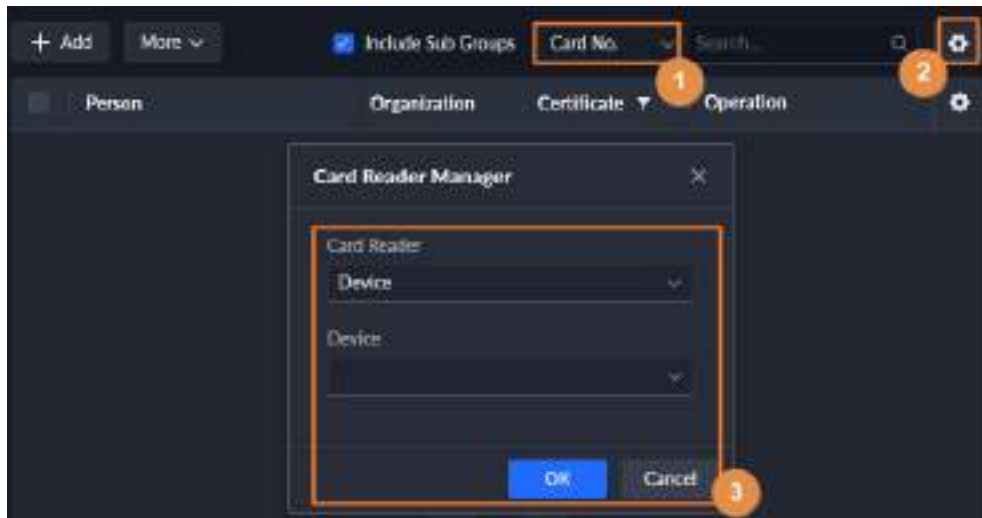 + Add More Include Sub Groups Card No. Search...
1
2
Person Organization Certificate Operation
Card Reader Manager
Card Reader
Device
Device
OK Cancel
3